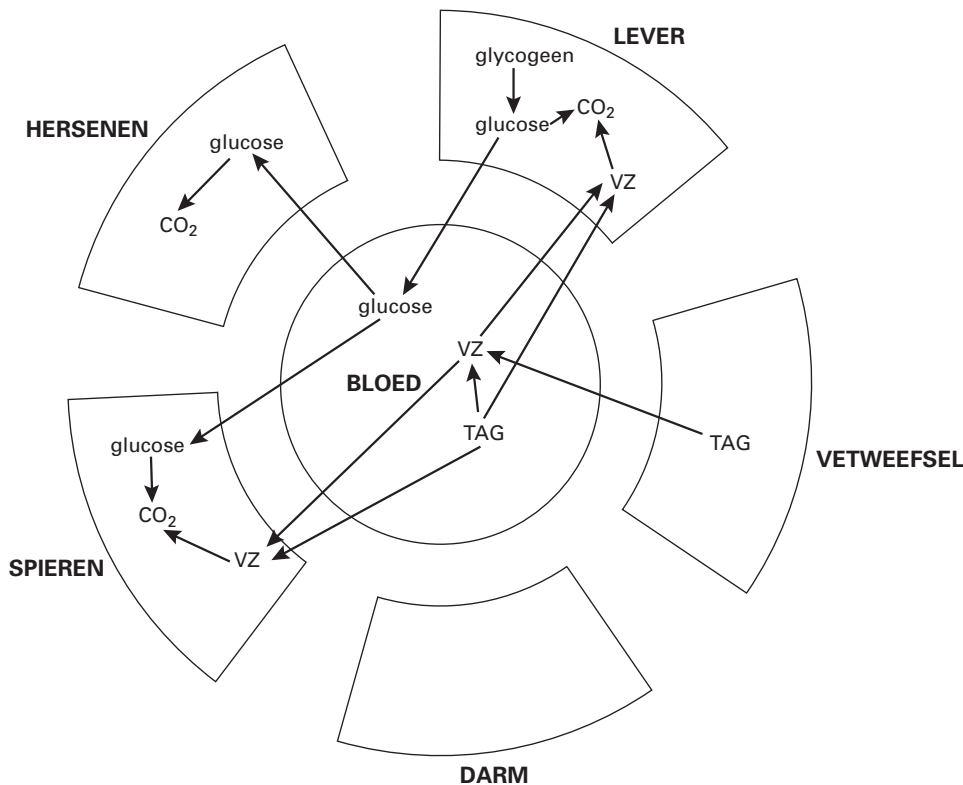 LEVER
glycogeen
glucose
CO2
VZ
HERSENEN
glucose
CO2
glucose
VZ
BLOED
TAG
TAG
VETWEEFSEL
glucose
CO2
VZ
SPIEREN
DARM